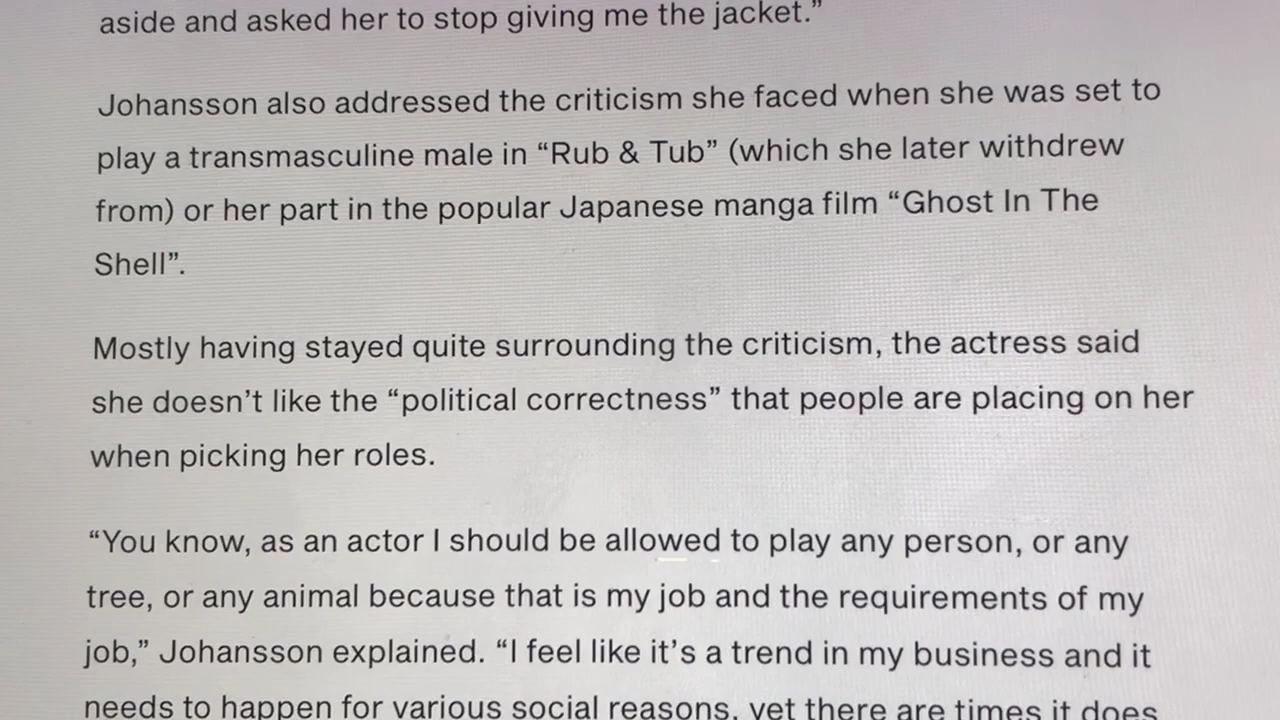 aside and asked her to stop giving me the jacket.”
Johansson also addressed the criticism she faced when she was set to
play a transmasculine male in “Rub & Tub” (which she later withdrew
from) or her part in the popular Japanese manga film “Ghost In The
Shell”.
Mostly having stayed quite surrounding the criticism, the actress said
she doesn’t like the “political correctness” that people are placing on her
when picking her roles.
“You know, as an actor I should be allowed to play any person, or any
tree, or any animal because that is my job and the requirements of my
job,” Johansson explained. “I feel like it’s a trend in my business and it
needs to happen for various social reasons, yet there are times it does